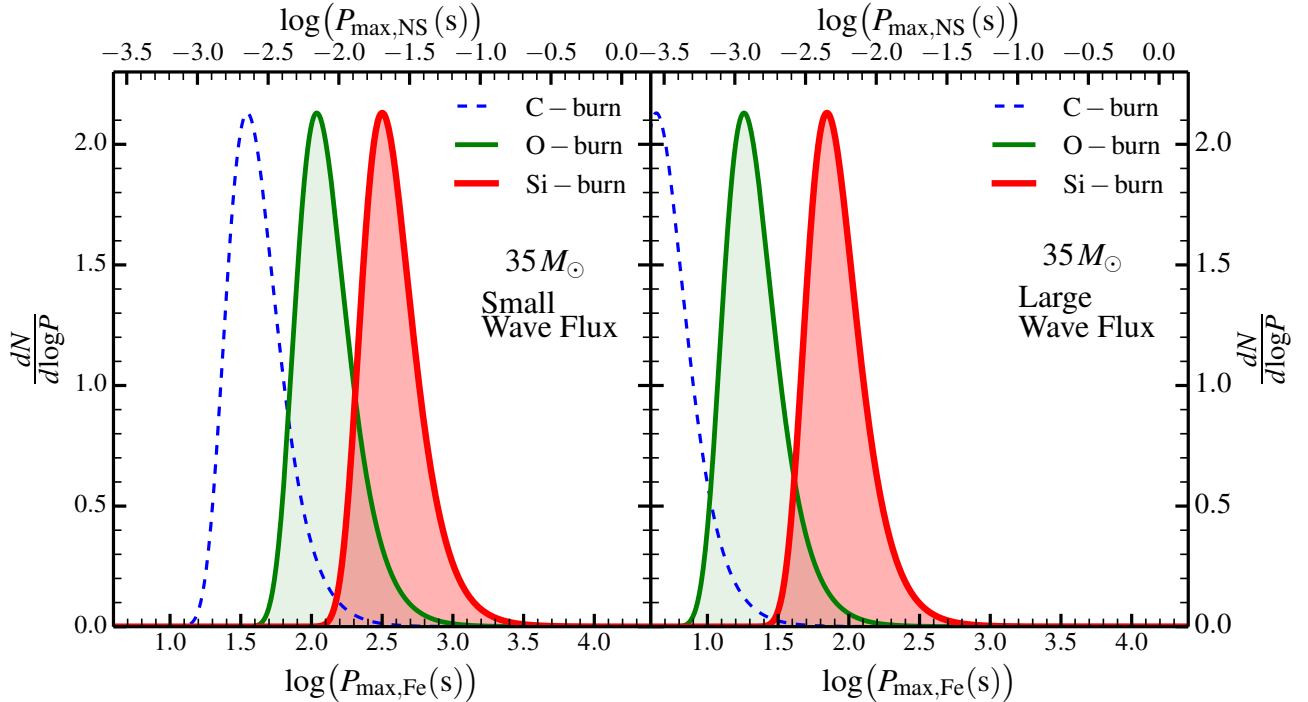 log(P_max,NS (s)) log(P_max,NS (s))
−3.5 −3.0 −2.5 −2.0 −1.5 −1.0 −0.5 0.0 −3.5 −3.0 −2.5 −2.0 −1.5 −1.0 −0.5 0.0
C − burn C − burn
2.0 O − burn O − burn 2.0
Si − burn Si − burn
1.5 35 M⊙ 35 M⊙ 1.5
Small Large
Wave Flux Wave Flux
dN/dlogP dN/dlogP
1.0 1.0
0.5 0.5
0.0 0.0
1.0 1.5 2.0 2.5 3.0 3.5 4.0 1.0 1.5 2.0 2.5 3.0 3.5 4.0
log(P_max,Fe(s)) log(P_max,Fe(s))